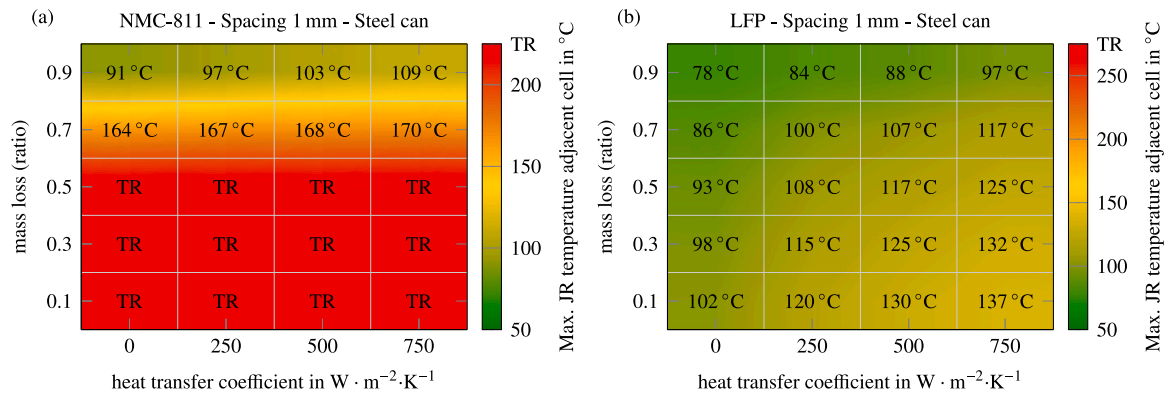 (a) NMC-811 - Spacing 1 mm - Steel can
mass loss (ratio)
0.9 91 °C 97 °C 103 °C 109 °C
0.7 164 °C 167 °C 168 °C 170 °C
0.5 TR TR TR TR
0.3 TR TR TR TR
0.1 TR TR TR TR
0 250 500 750
heat transfer coefficient in W · m⁻²·K⁻¹
TR
200
150
100
50
Max. JR temperature adjacent cell in °C
(b) LFP - Spacing 1 mm - Steel can
mass loss (ratio)
0.9 78 °C 84 °C 88 °C 97 °C
0.7 86 °C 100 °C 107 °C 117 °C
0.5 93 °C 108 °C 117 °C 125 °C
0.3 98 °C 115 °C 125 °C 132 °C
0.1 102 °C 120 °C 130 °C 137 °C
0 250 500 750
heat transfer coefficient in W · m⁻²·K⁻¹
TR
250
200
150
100
50
Max. JR temperature adjacent cell in °C